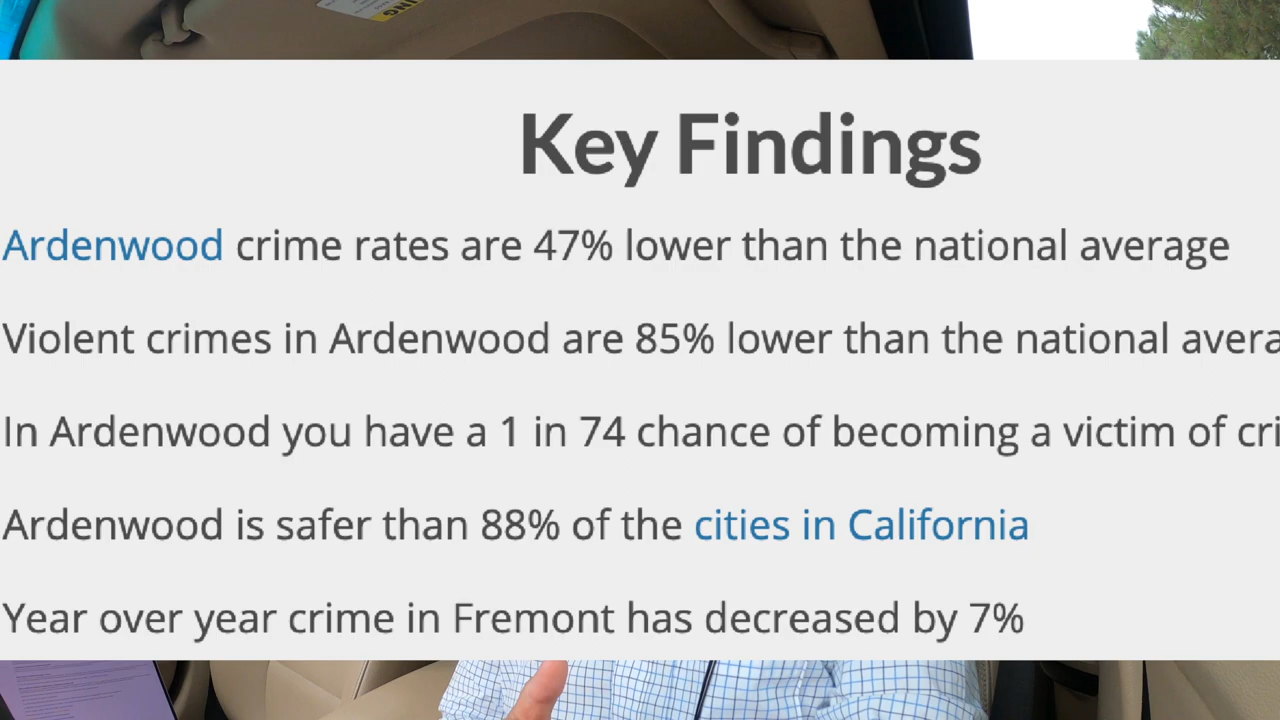 Key Findings
Ardenwood crime rates are 47% lower than the national average
Violent crimes in Ardenwood are 85% lower than the national avera
In Ardenwood you have a 1 in 74 chance of becoming a victim of cri
Ardenwood is safer than 88% of the cities in California
Year over year crime in Fremont has decreased by 7%